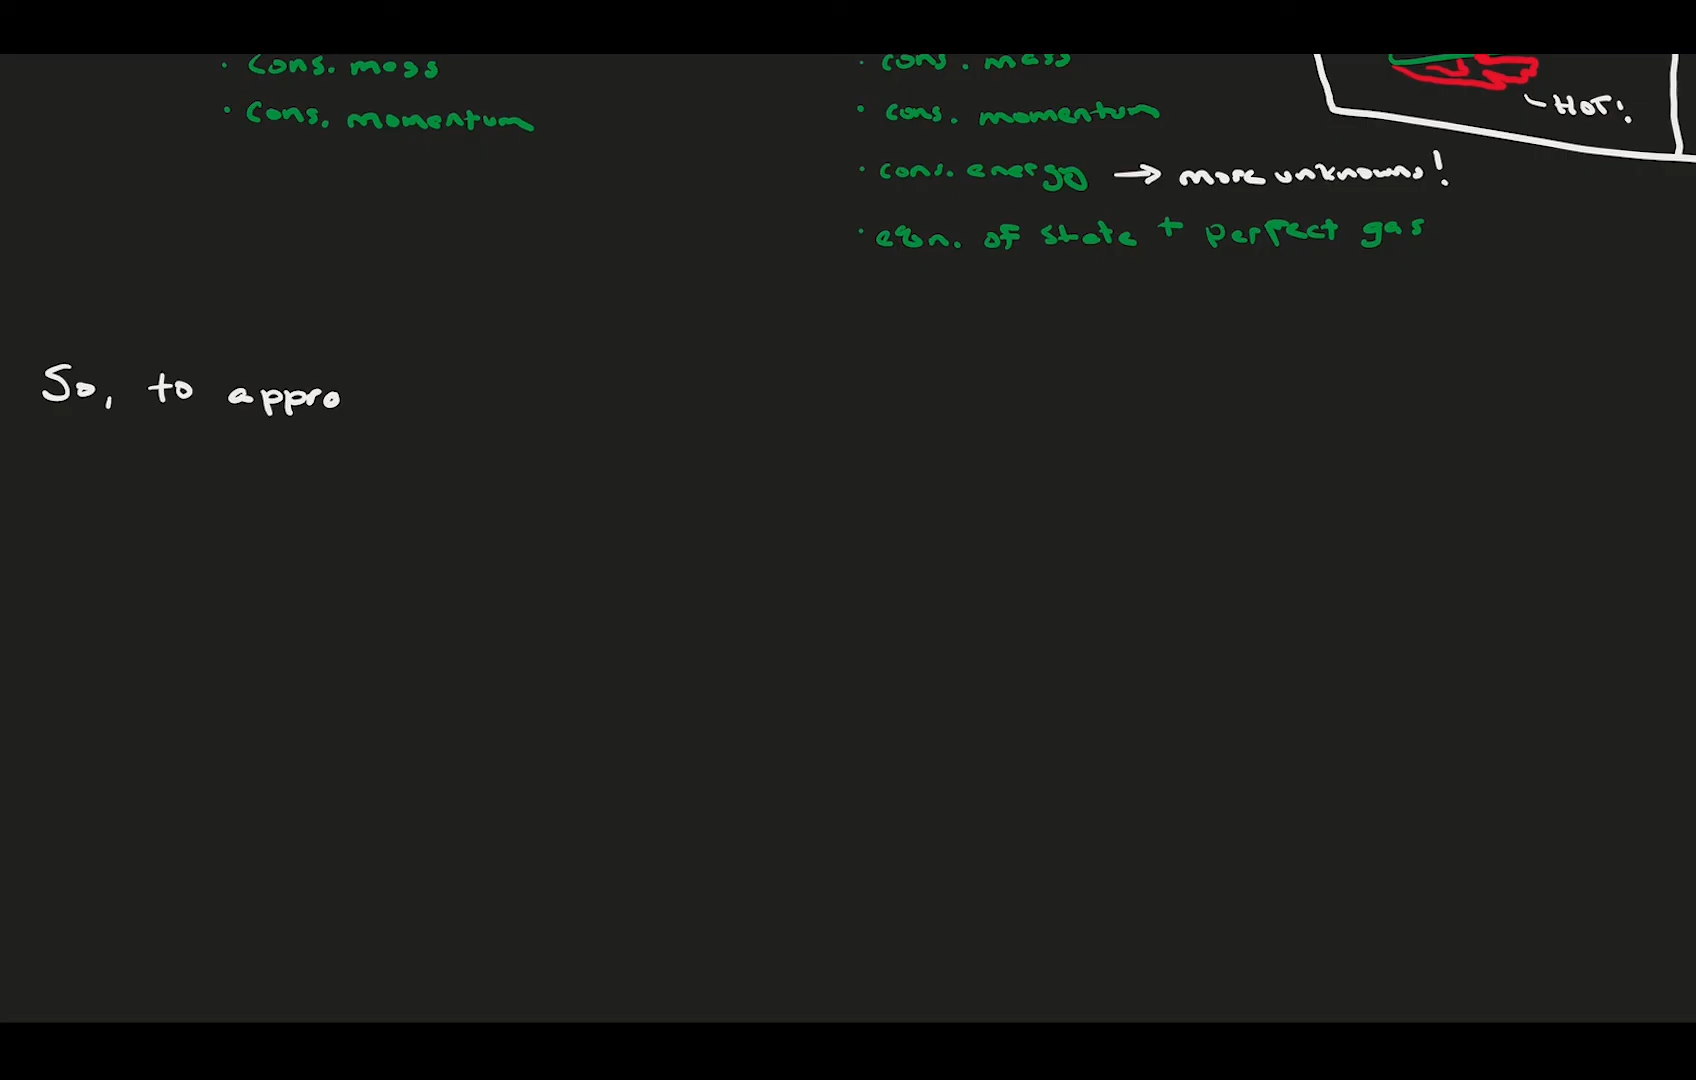 · Cons. mass
· Cons. momentum
· cons. mass
· cons. momentum
· cons. energy → more unknowns!
· eqn. of state + perfect gas
HOT!
So, to appro